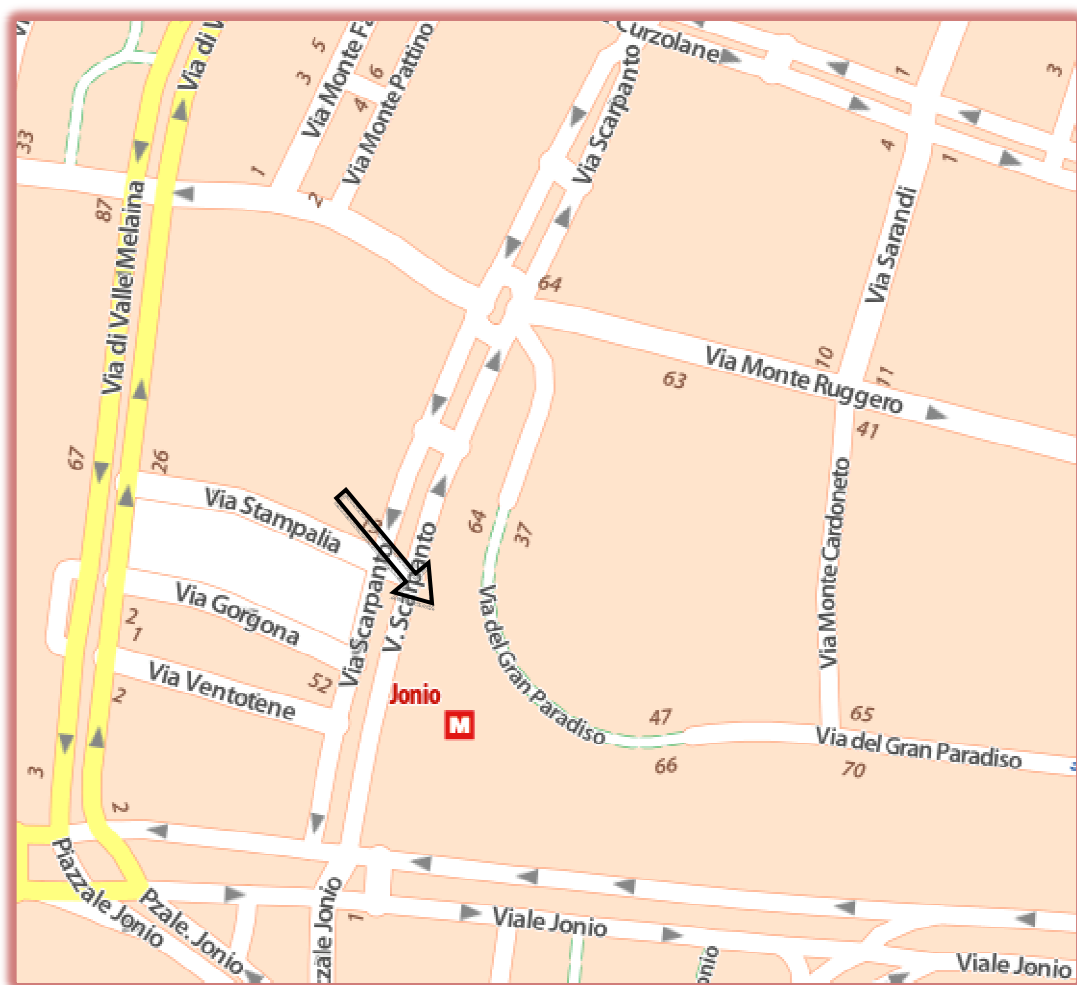 Via di V
Curzolane
Via Monte Fa
Via Monte Pattino
Via Scarpanto
5
3
6
4
1
3
33
1
2
4
1
87
Via di Valle Melaina
Via Sarandi
64
63
Via Monte Ruggero
10
11
41
67
26
Via Stampalia
64
37
Via Scarpanto
V. Scarpanto
Via Monte Cardoneto
Via Gorgona
2
1
Via Ventotene
52
2
Jonio
M
Via del Gran Paradiso
47
66
65
Via del Gran Paradiso
70
3
2
Piazzale Jonio
Pzale. Jonio
zzale Jonio
1
Viale Jonio
onio
Viale Jonio